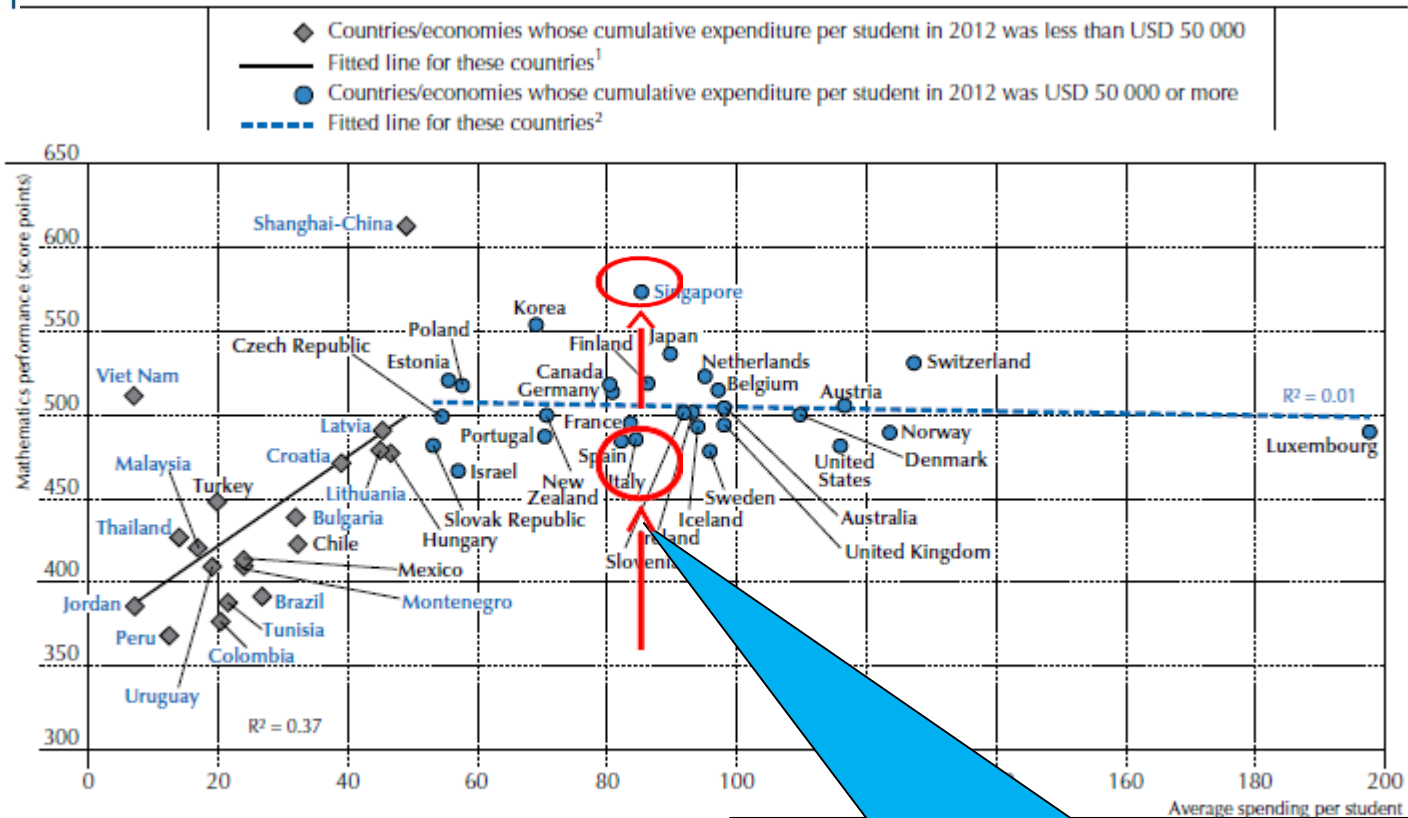 Countries/economies whose cumulative expenditure per student in 2012 was less than USD 50 000
Fitted line for these countries¹
Countries/economies whose cumulative expenditure per student in 2012 was USD 50 000 or more
Fitted line for these countries²
Mathematics performance (score points)
650
600
550
500
450
400
350
300
Shanghai-China
Singapore
Korea
Poland
Japan
Finland
Czech Republic
Estonia
Netherlands
Switzerland
Canada
Viet Nam
Germany
Belgium
Austria
R² = 0.01
Latvia
France
Portugal
Norway
Luxembourg
Croatia
Spain
United
States
Denmark
Malaysia
Israel
Turkey
New
Zealand
Italy
Lithuania
Sweden
Bulgaria
Slovak Republic
Iceland
Australia
Thailand
Chile
Hungary
Ireland
United Kingdom
Slovenia
Mexico
Jordan
Brazil
Montenegro
Tunisia
Peru
Colombia
Uruguay
R² = 0.37
0 20 40 60 80 100 160 180 200
Average spending per student